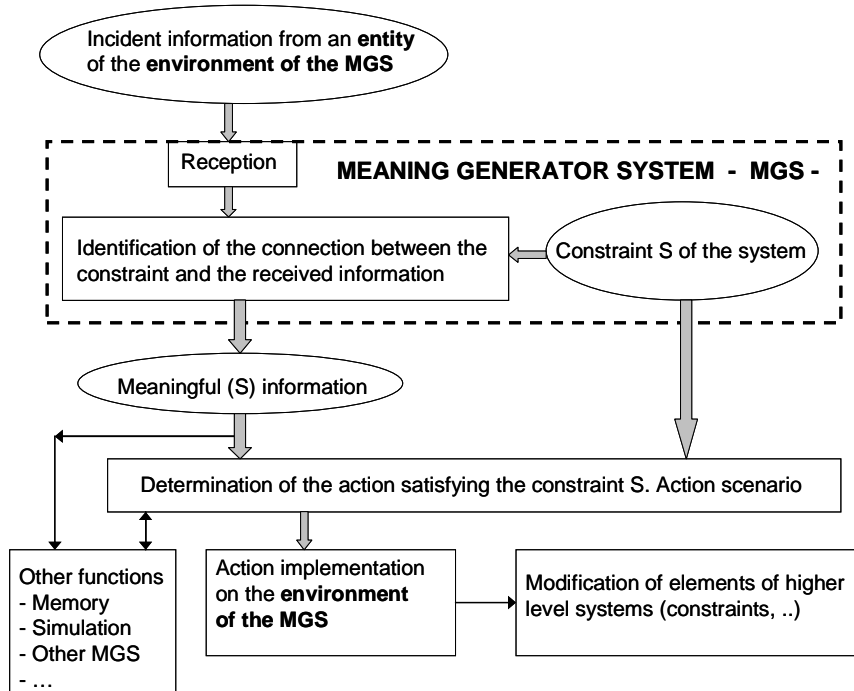 Incident information from an entity
of the environment of the MGS
Reception
MEANING GENERATOR SYSTEM - MGS -
Identification of the connection between the
constraint and the received information
Constraint S of the system
Meaningful (S) information
Determination of the action satisfying the constraint S. Action scenario
Other functions
- Memory
- Simulation
- Other MGS
- ...
Action implementation
on the environment
of the MGS
Modification of elements of higher
level systems (constraints, ..)